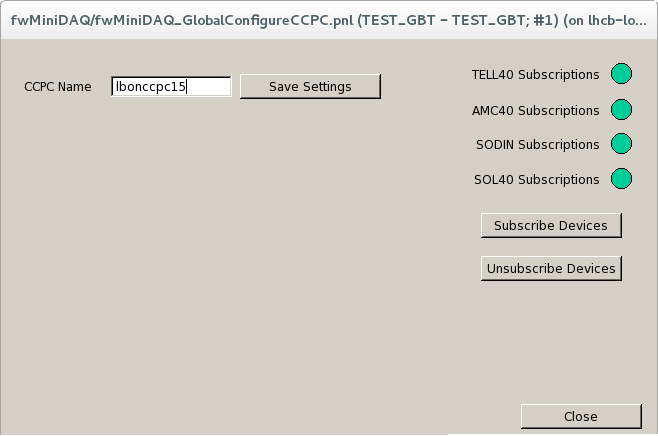 fwMiniDAQ/fwMiniDAQ_GlobalConfigureCCPC.pnl (TEST_GBT - TEST_GBT; #1) (on lhcb-lo...
CCPC Name lbonccpc15 Save Settings
TELL40 Subscriptions
AMC40 Subscriptions
SODIN Subscriptions
SOL40 Subscriptions
Subscribe Devices
Unsubscribe Devices
Close